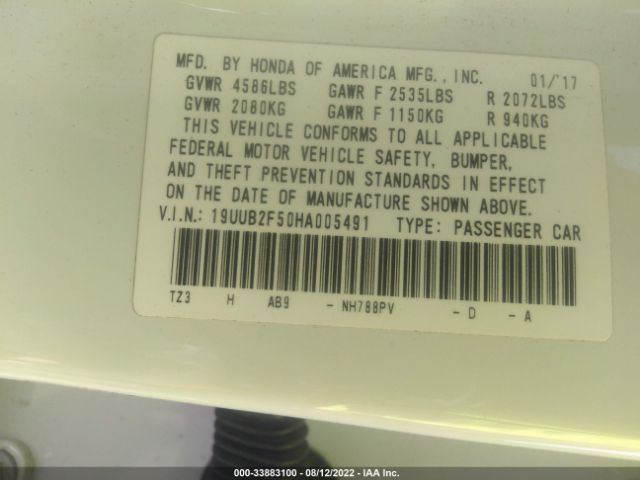 MFD. BY HONDA OF AMERICA MFG., INC. 01/'17
GVWR 4586LBS GAWR F 2535LBS R 2072LBS
GVWR 2080KG GAWR F 1150KG R 940KG
THIS VEHICLE CONFORMS TO ALL APPLICABLE
FEDERAL MOTOR VEHICLE SAFETY, BUMPER,
AND THEFT PREVENTION STANDARDS IN EFFECT
ON THE DATE OF MANUFACTURE SHOWN ABOVE.
V.I.N.: 19UUB2F50HA005491 TYPE: PASSENGER CAR
TZ3 H AB9 - NH788PV - D - A
000-33883100 - 08/12/2022 - IAA Inc.